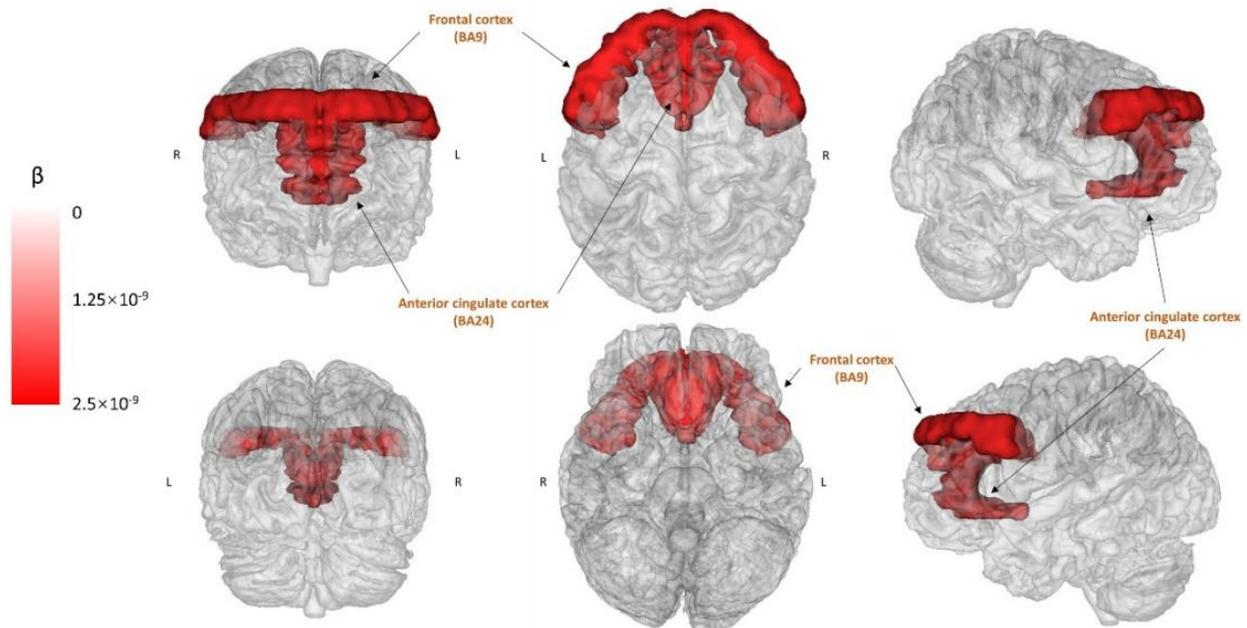 Frontal cortex
(BA9)
R
L
L
R
β
0
1.25×10⁻⁹
2.5×10⁻⁹
Anterior cingulate cortex
(BA24)
Anterior cingulate cortex
(BA24)
Frontal cortex
(BA9)
L
R
R
L